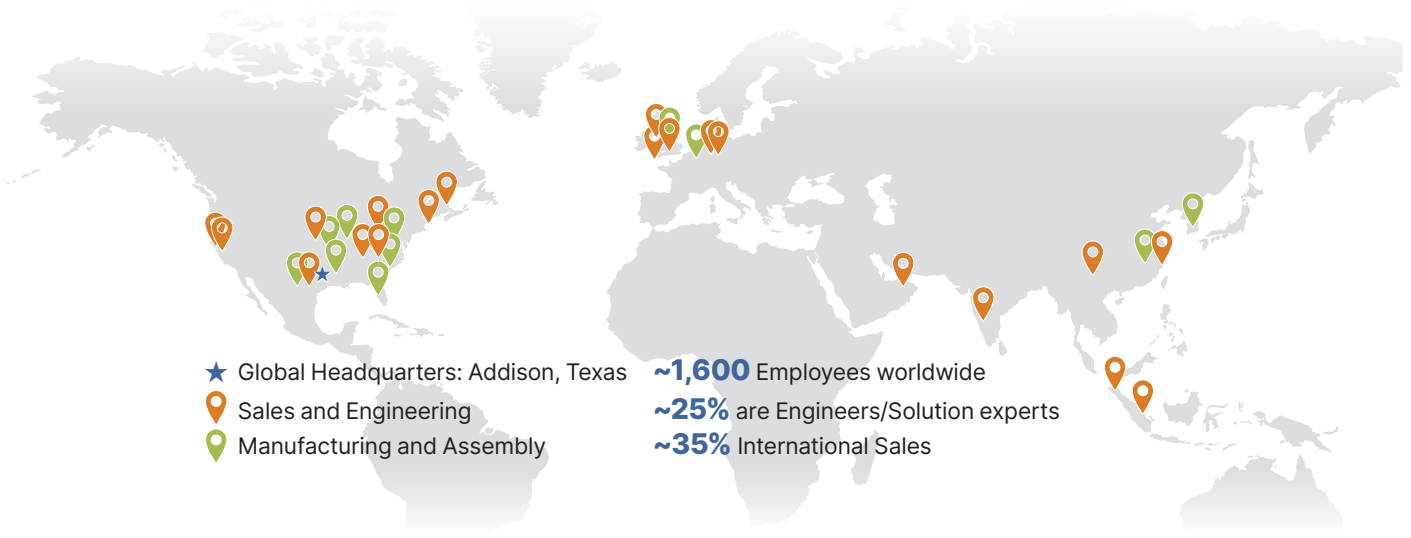 Global Headquarters: Addison, Texas
Sales and Engineering
Manufacturing and Assembly
~1,600 Employees worldwide
~25% are Engineers/Solution experts
~35% International Sales